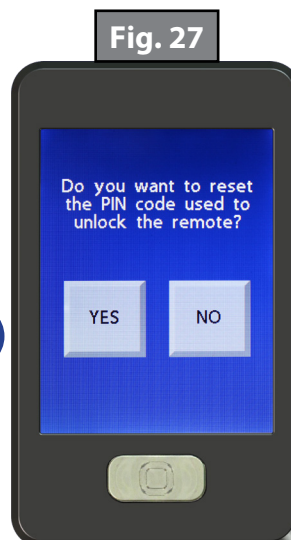 Fig. 27
Do you want to reset
the PIN code used to
unlock the remote?
YES
NO